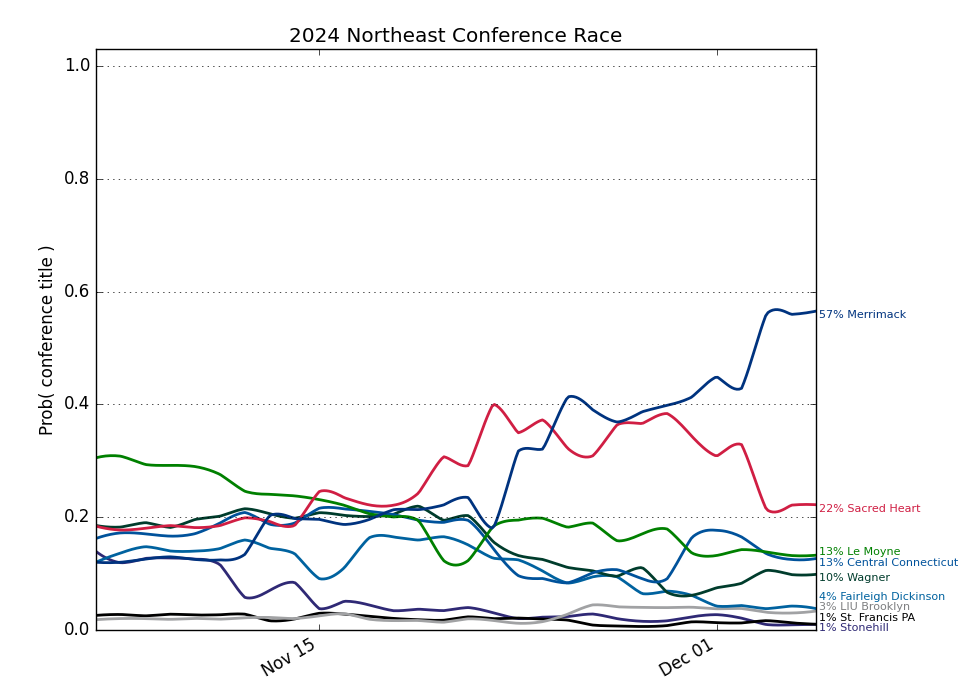 2024 Northeast Conference Race
1.0
0.8
0.6
0.4
0.2
0.0
Prob( conference title )
Nov 15
Dec 01
57% Merrimack
22% Sacred Heart
13% Le Moyne
13% Central Connecticut
10% Wagner
4% Fairleigh Dickinson
3% LIU Brooklyn
1% St. Francis PA
1% Stonehill